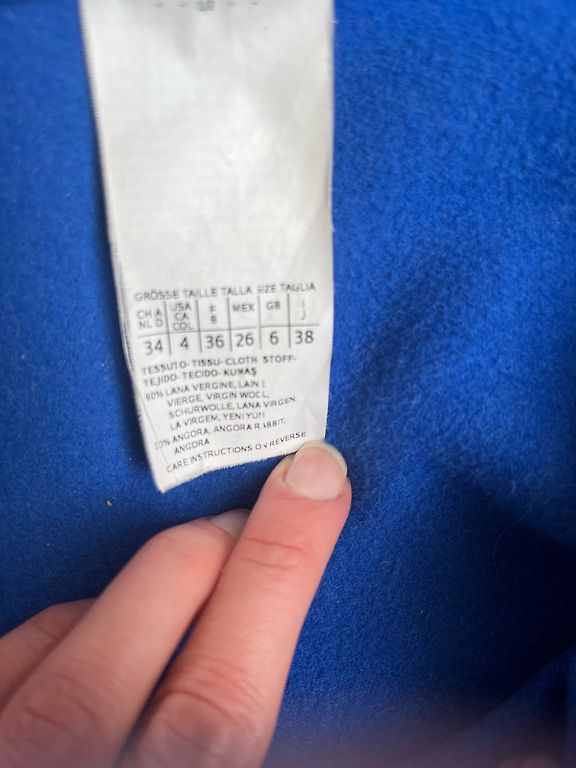 GRÖSSE TAILLE TALLA SIZE TAGLIA
CH A NL D USA CA COL F B MEX GB I J
34 4 36 26 6 38
TESSUTO-TISSU-CLOTH STOFF-
TEJIDO-TECIDO-KUMAŞ
90% LANA VERGINE, LAINE
VIERGE, VIRGIN WOOL,
SCHURWOLLE, LANA VIRGEN,
LA VIRGEM, YENI YÜN
10% ANGORA, ANGORA RABBIT,
ANGORA
CARE INSTRUCTIONS ON REVERSE